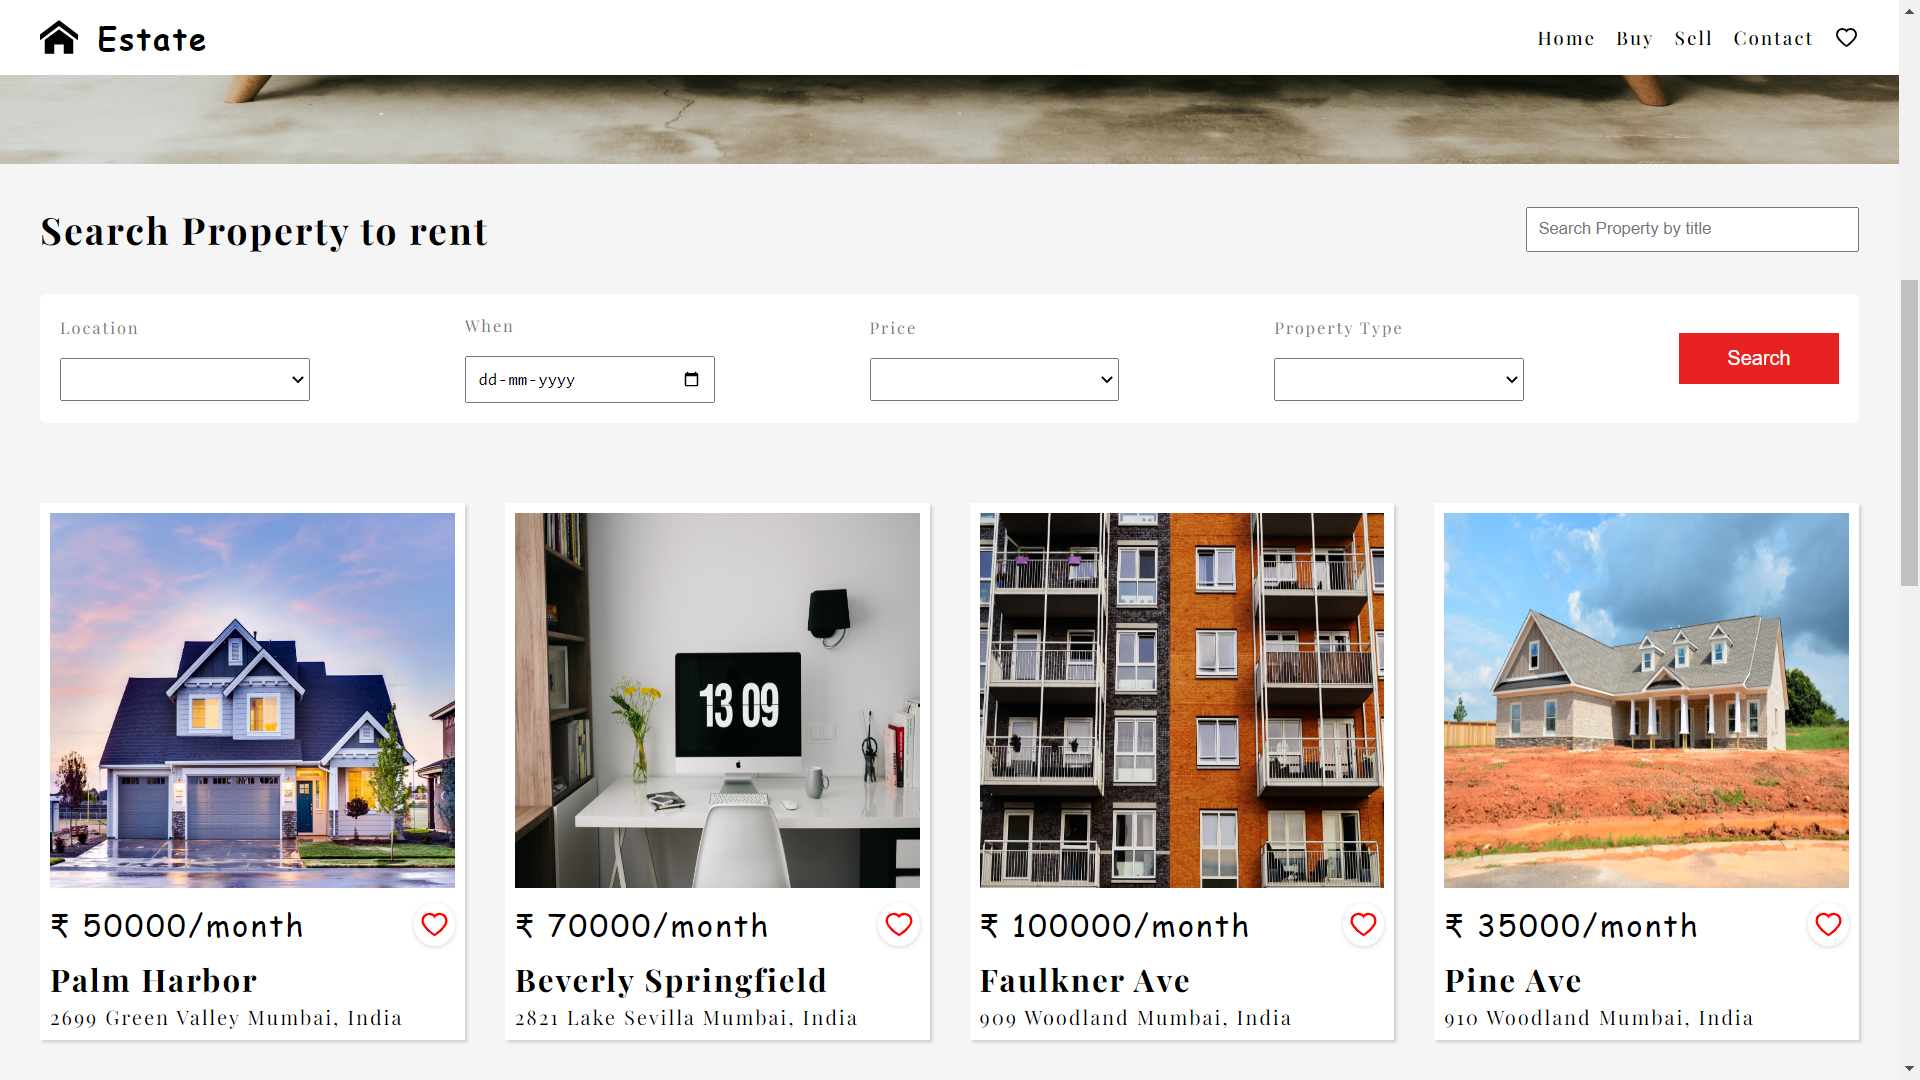 Estate
Home Buy Sell Contact
Search Property to rent
Search Property by title
Location
When
Price
Property Type
dd-mm-yyyy
Search
13 09
₹ 50000/month
Palm Harbor
2699 Green Valley Mumbai, India
₹ 70000/month
Beverly Springfield
2821 Lake Sevilla Mumbai, India
₹ 100000/month
Faulkner Ave
909 Woodland Mumbai, India
₹ 35000/month
Pine Ave
910 Woodland Mumbai, India